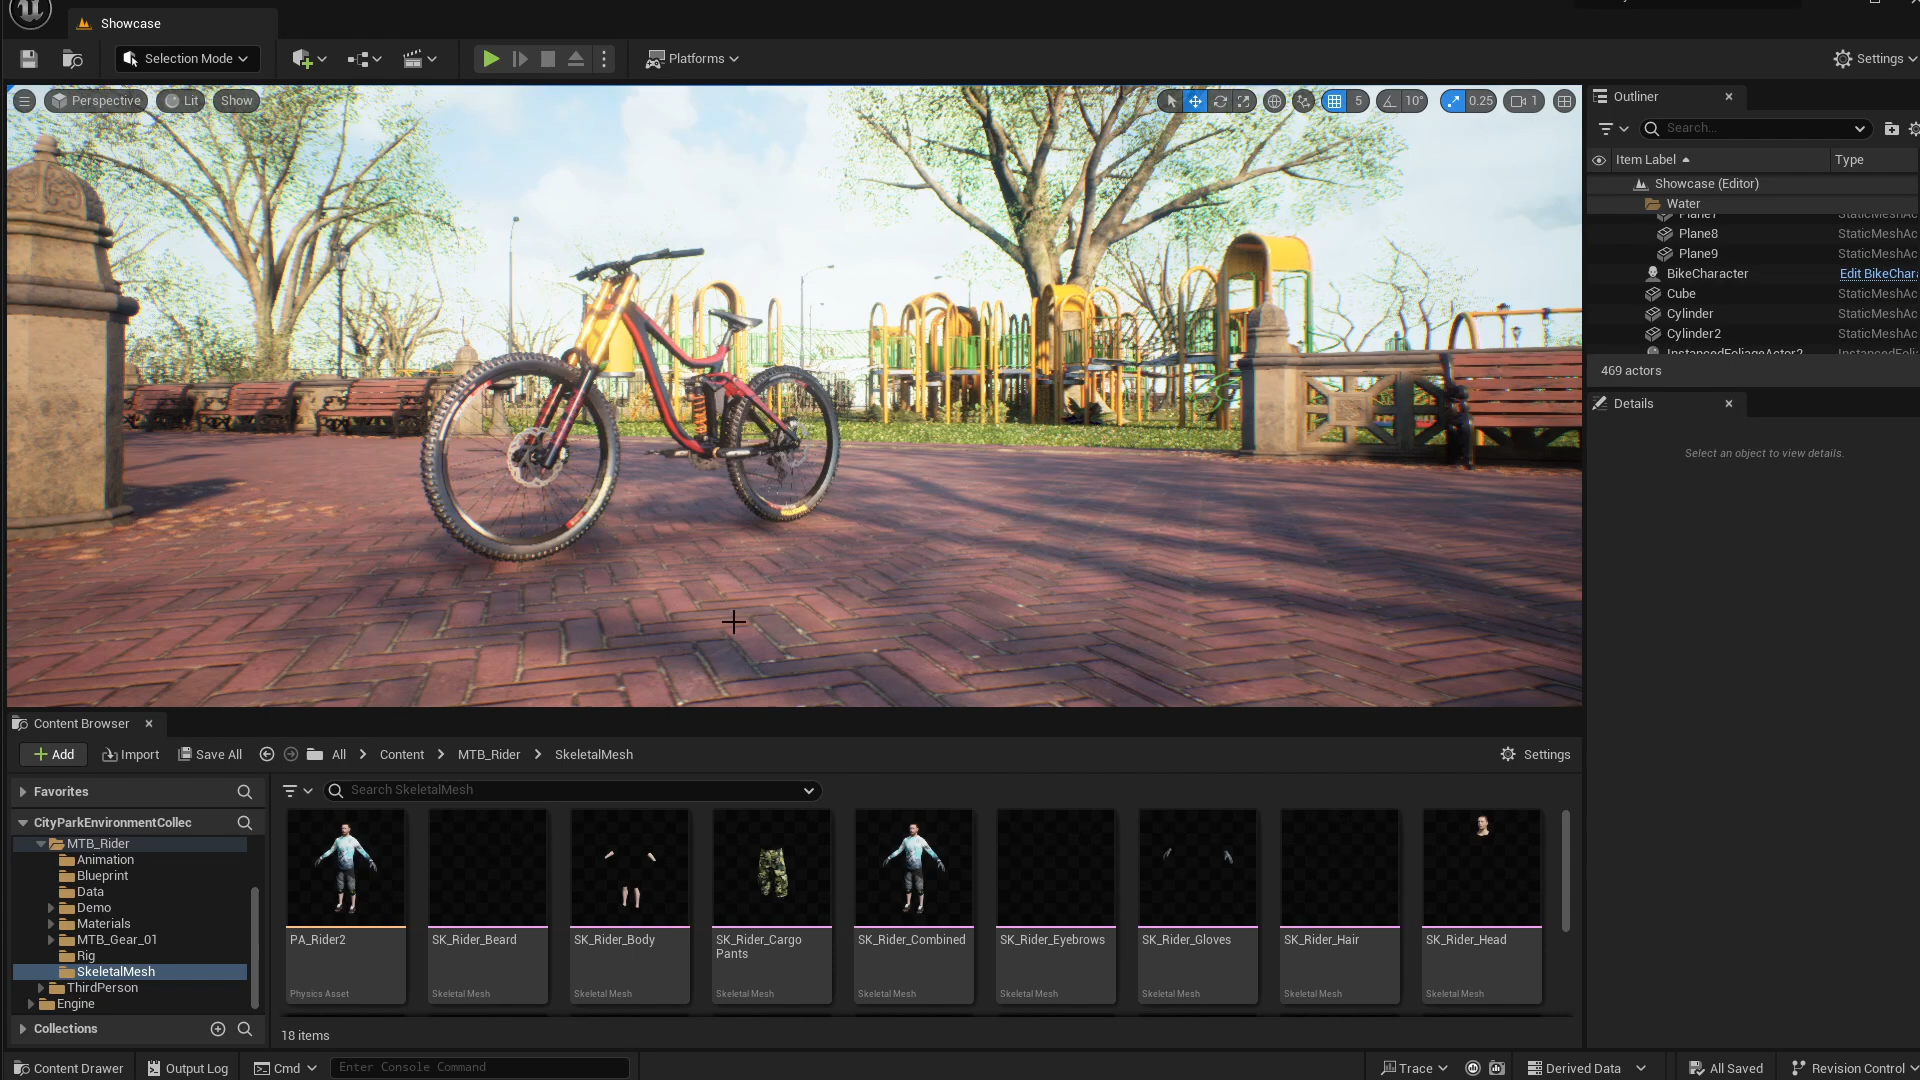 Showcase
Selection Mode
Platforms
Settings
Perspective
Lit
Show
5
10°
0.25
1
Outliner
Search...
Item Label
Type
Showcase (Editor)
Water
Plane8
StaticMeshAc
Plane9
StaticMeshAc
BikeCharacter
Edit BikeChar
Cube
StaticMeshAc
Cylinder
StaticMeshAc
Cylinder2
StaticMeshAc
InstancedFoliageActor2
469 actors
Details
Select an object to view details.
Content Browser
Add
Import
Save All
All
Content
MTB_Rider
SkeletalMesh
Settings
Favorites
Search SkeletalMesh
CityParkEnvironmentCollec
MTB_Rider
Animation
Blueprint
Data
Demo
Materials
MTB_Gear_01
Rig
SkeletalMesh
ThirdPerson
Engine
Collections
PA_Rider2
Physics Asset
SK_Rider_Beard
Skeletal Mesh
SK_Rider_Body
Skeletal Mesh
SK_Rider_Cargo
Pants
Skeletal Mesh
SK_Rider_Combined
Skeletal Mesh
SK_Rider_Eyebrows
Skeletal Mesh
SK_Rider_Gloves
Skeletal Mesh
SK_Rider_Hair
Skeletal Mesh
SK_Rider_Head
Skeletal Mesh
18 items
Content Drawer
Output Log
Cmd
Enter Console Command
Trace
Derived Data
All Saved
Revision Control